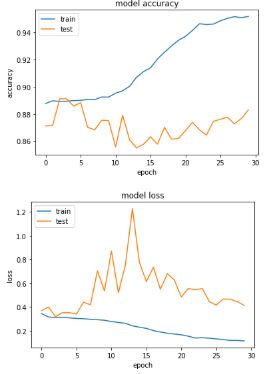 model accuracy
train
test
0.94
0.92
0.90
0.88
0.86
accuracy
0 5 10 15 20 25 30
epoch
model loss
train
test
1.2
1.0
0.8
0.6
0.4
0.2
loss
0 5 10 15 20 25 30
epoch